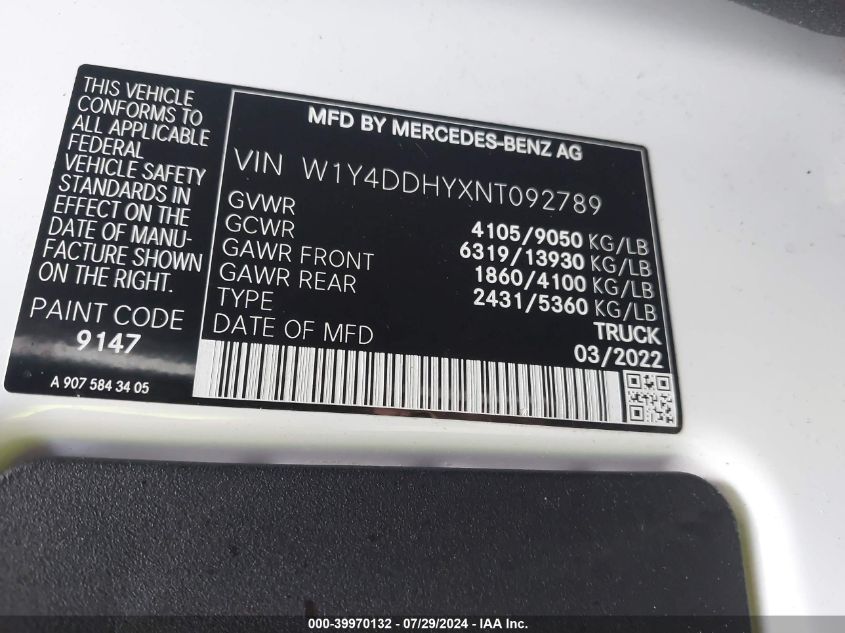 THIS VEHICLE
CONFORMS TO
ALL APPLICABLE
FEDERAL
VEHICLE SAFETY
STANDARDS IN
EFFECT ON THE
DATE OF MANU-
FACTURE SHOWN
ON THE RIGHT.
PAINT CODE
9147
A 907 584 34 05
MFD BY MERCEDES-BENZ AG
VIN W1Y4DDHYXNT092789
GVWR 4105/9050 KG/LB
GCWR 6319/13930 KG/LB
GAWR FRONT 1860/4100 KG/LB
GAWR REAR 2431/5360 KG/LB
TYPE TRUCK
DATE OF MFD 03/2022
000-39970132 - 07/29/2024 - IAA Inc.